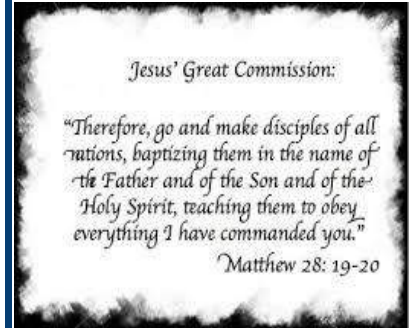 Jesus' Great Commission:
"Therefore, go and make disciples of all
nations, baptizing them in the name of
the Father and of the Son and of the
Holy Spirit, teaching them to obey
everything I have commanded you."
Matthew 28: 19-20